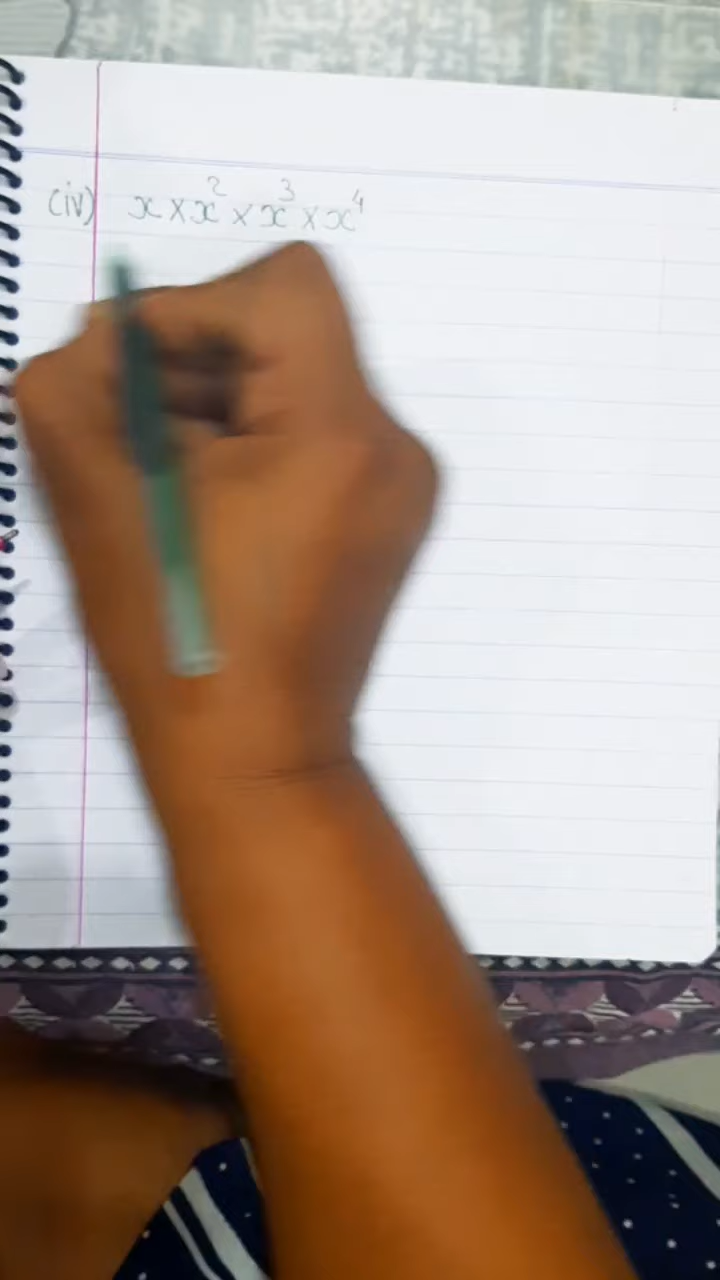 (iv) x × x² × x³ × x⁴